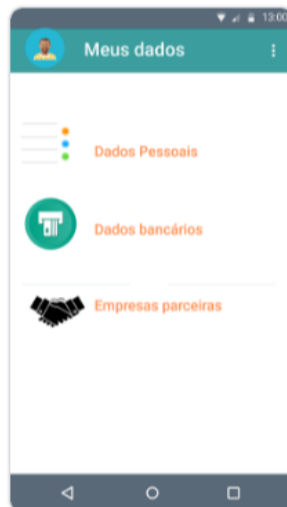 13:00
Meus dados
Dados Pessoais
Dados bancários
Empresas parceiras